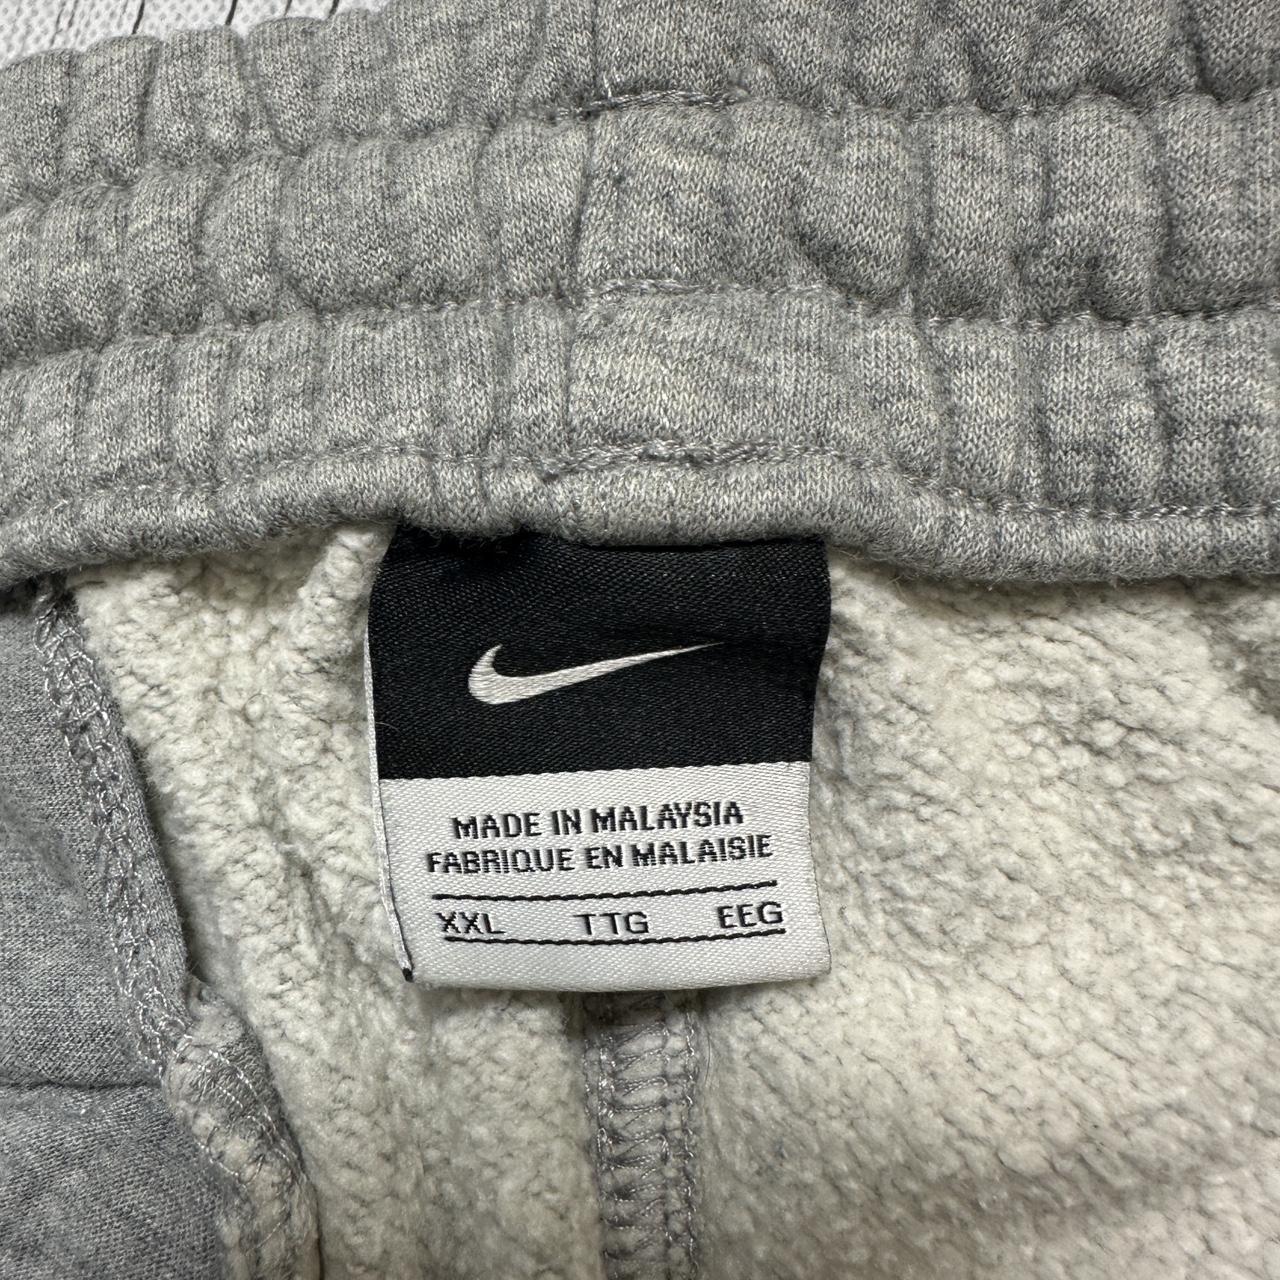 MADE IN MALAYSIA
FABRIQUE EN MALAISIE
XXL TTG EEG